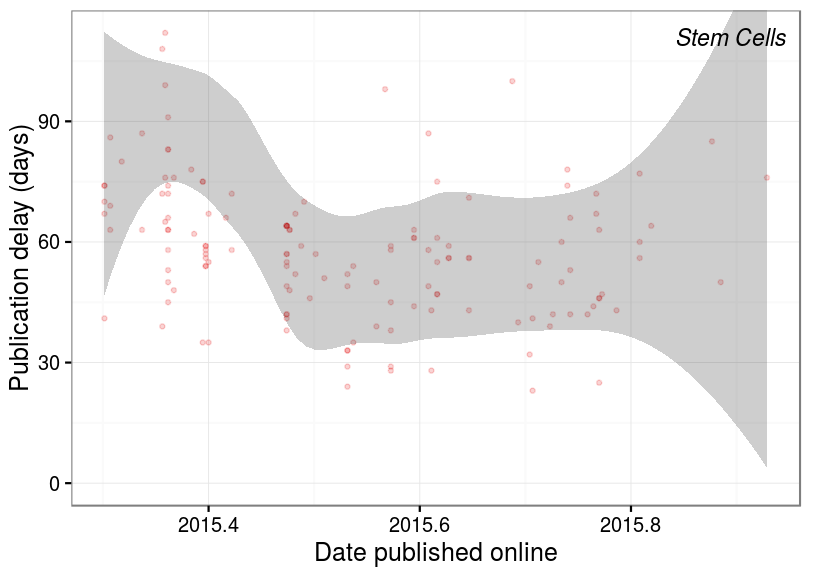 Stem Cells
Publication delay (days)
90
60
30
0
2015.4 2015.6 2015.8
Date published online